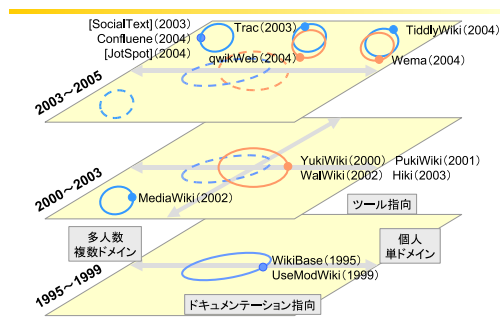 [SocialText](2003)
Confluene(2004)
[JotSpot](2004)
Trac(2003)
TiddlyWiki(2004)
qwikWeb(2004)
Wema(2004)
2003～2005
YukiWiki(2000) PukiWiki(2001)
WalWiki(2002) Hiki(2003)
MediaWiki(2002)
2000～2003
ツール指向
多人数
複数ドメイン
個人
単ドメイン
WikiBase(1995)
UseModWiki(1999)
1995～1999
ドキュメンテーション指向